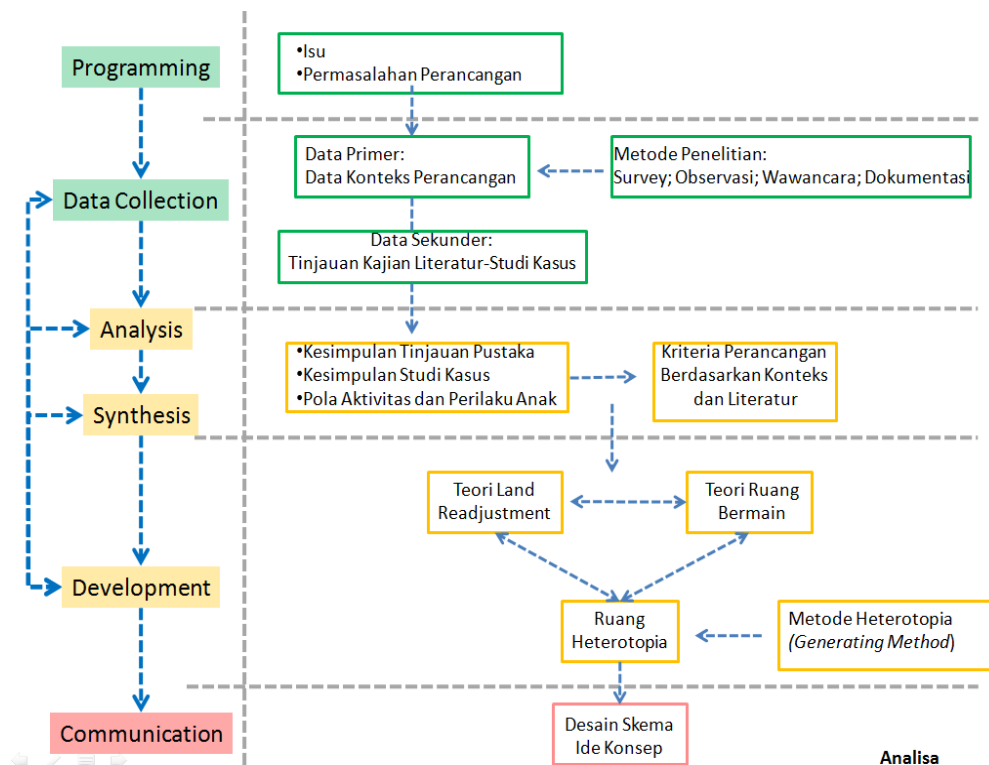 Programming
•Isu
•Permasalahan Perancangan
Data Collection
Data Primer:
Data Konteks Perancangan
Metode Penelitian:
Survey; Observasi; Wawancara; Dokumentasi
Data Sekunder:
Tinjauan Kajian Literatur-Studi Kasus
Analysis
Synthesis
•Kesimpulan Tinjauan Pustaka
•Kesimpulan Studi Kasus
•Pola Aktivitas dan Perilaku Anak
Kriteria Perancangan
Berdasarkan Konteks
dan Literatur
Development
Teori Land
Readjustment
Teori Ruang
Bermain
Ruang
Heterotopia
Metode Heterotopia
(Generating Method)
Communication
Desain Skema
Ide Konsep
Analisa